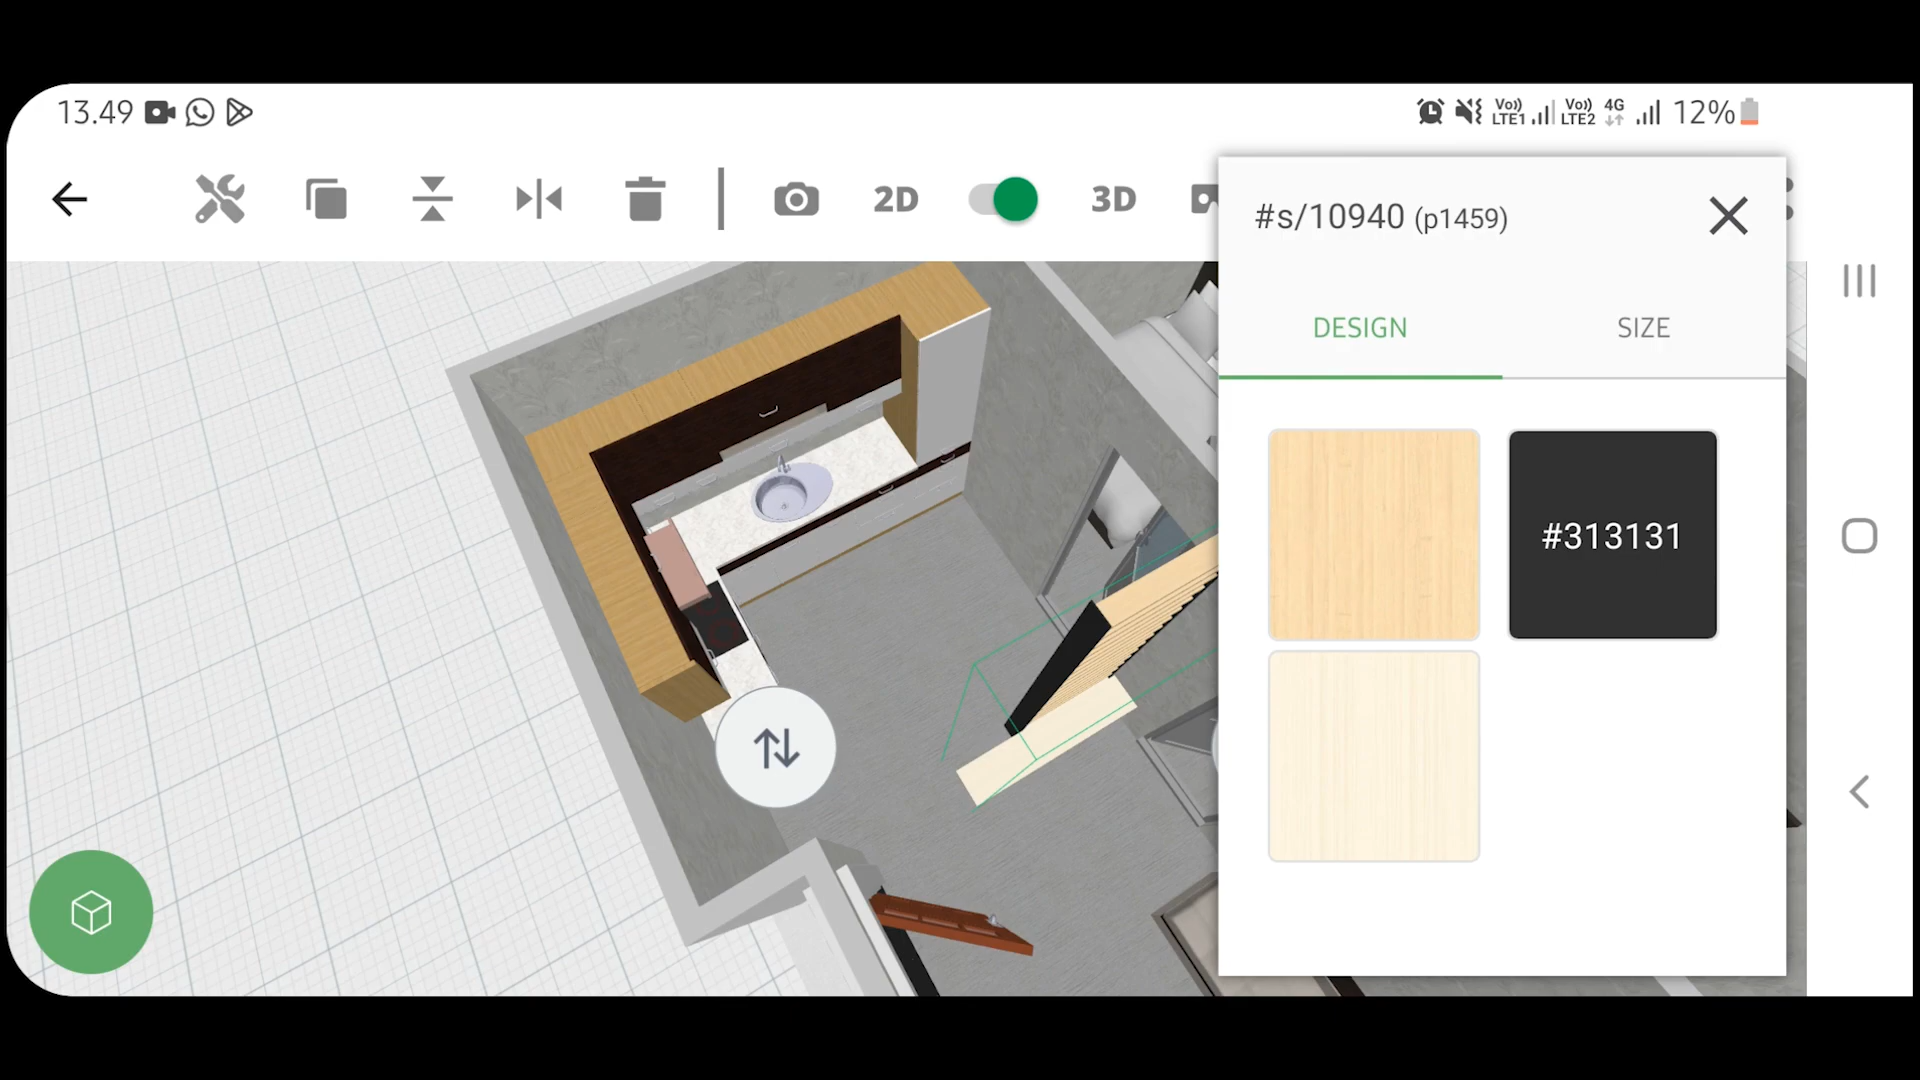 13.49
Vo)) LTE1 Vo)) LTE2 4G 12%
2D 3D
#s/10940 (p1459)
DESIGN SIZE
#313131